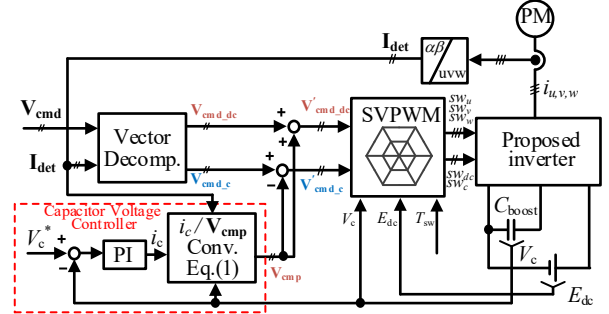 PM
I_det
αβ
uvw
i_u,v,w
V_cmd
V_cmd_dc
V'_cmd_dc
SVPWM
sw_u
sw_v
sw_w
Vector
Decomp.
Proposed
inverter
I_det
V_cmd_c
V'_cmd_c
sw_dc
sw_c
Capacitor Voltage
Controller
V_c*
PI
i_c
i_c/V_cmp
Conv.
Eq.(1)
V_cmp
V_c
E_dc
T_sw
C_boost
V_c
E_dc